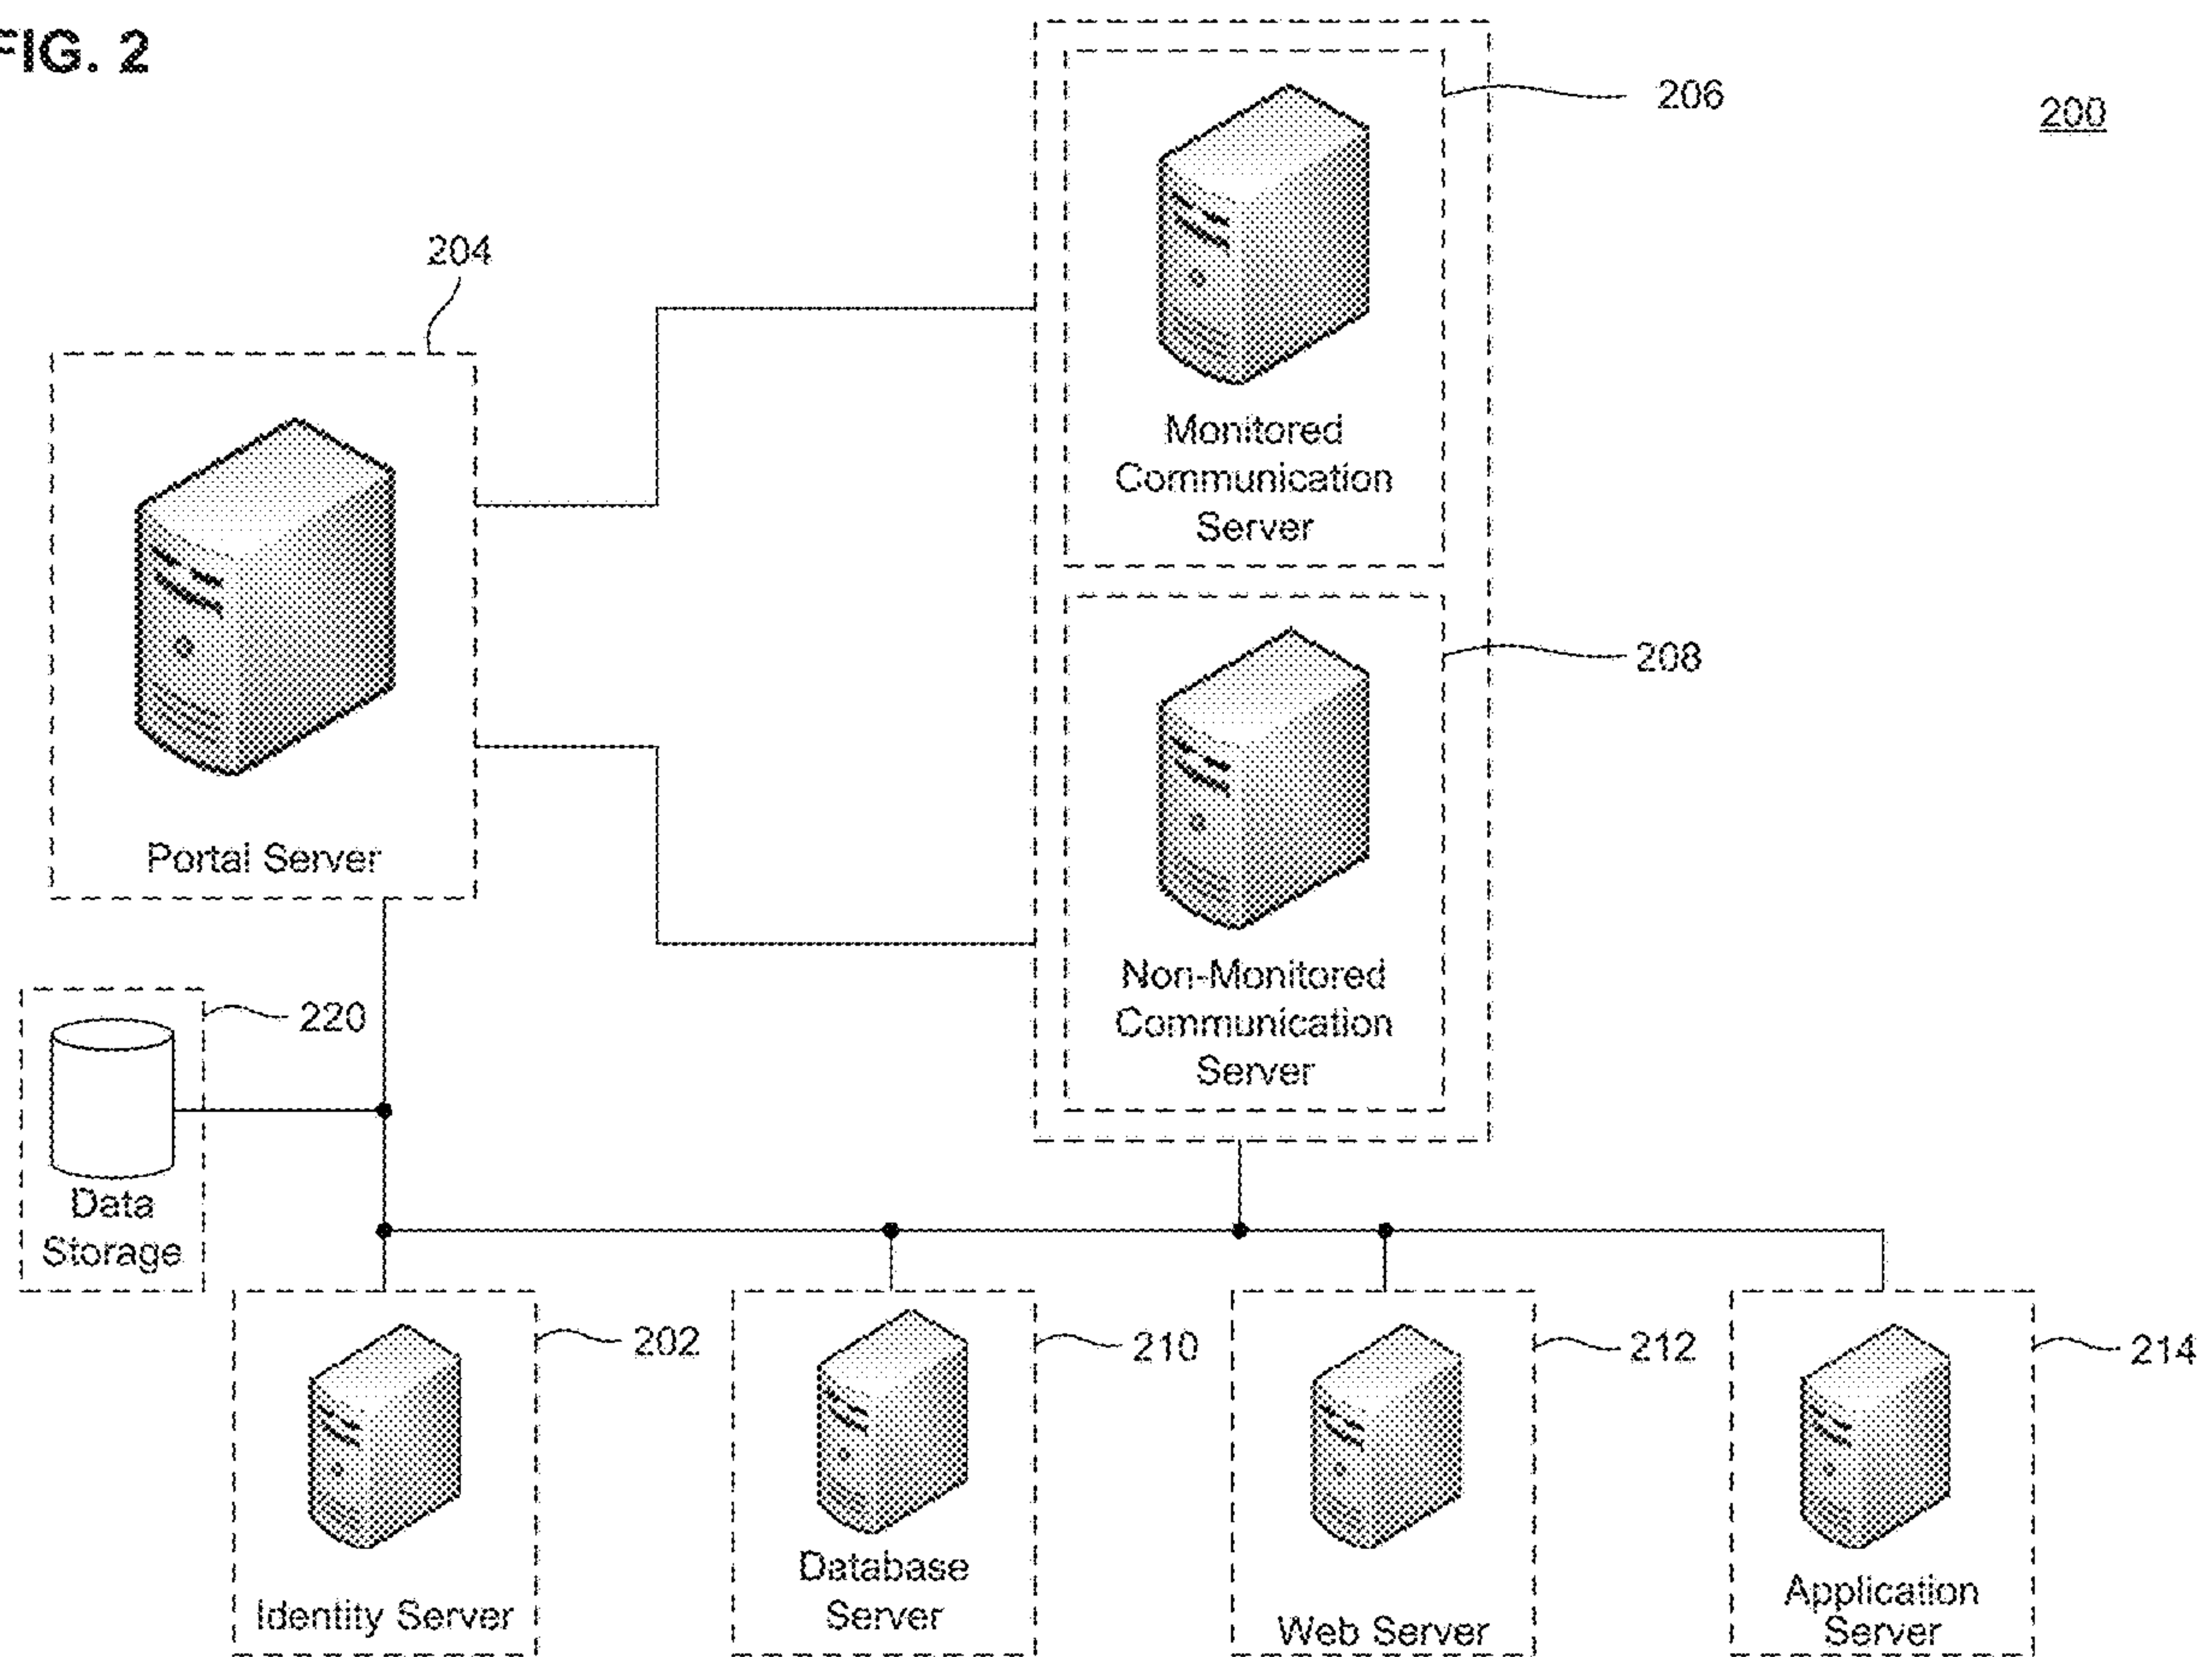 FIG. 2
200
206
204
Monitored
Communication
Server
208
Portal Server
Non-Monitored
Communication
Server
220
Data
Storage
202
210
212
214
Identity Server
Database
Server
Web Server
Application
Server